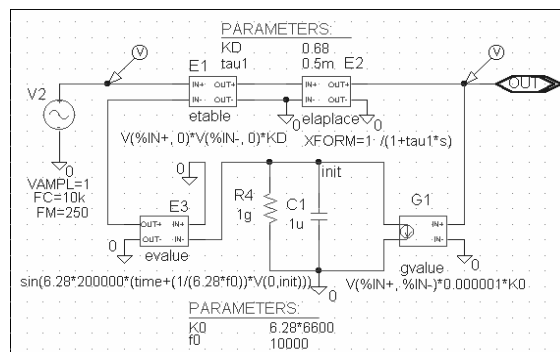 PARAMETERS:
KD 0.68
tau1 0.5m
V
V
E1
E2
OUT
V2
IN+ OUT+
IN- OUT-
IN+ OUT+
IN- OUT-
etable
elaplace
0
0
V(%IN+, 0)*V(%IN-, 0)*KD
XFORM=1 /(1+tau1*s)
0
0
VAMPL=1
FC=10k
FM=250
init
E3
R4
1g
C1
1u
G1
OUT+ IN+
OUT- IN-
IN+
IN-
0
evalue
0
0
gvalue
sin(6.28*200000*(time+(1/(6.28*f0))*V(0,init)))
V(%IN+, %IN-)*0.000001*K0
PARAMETERS:
K0 6.28*6600
f0 10000